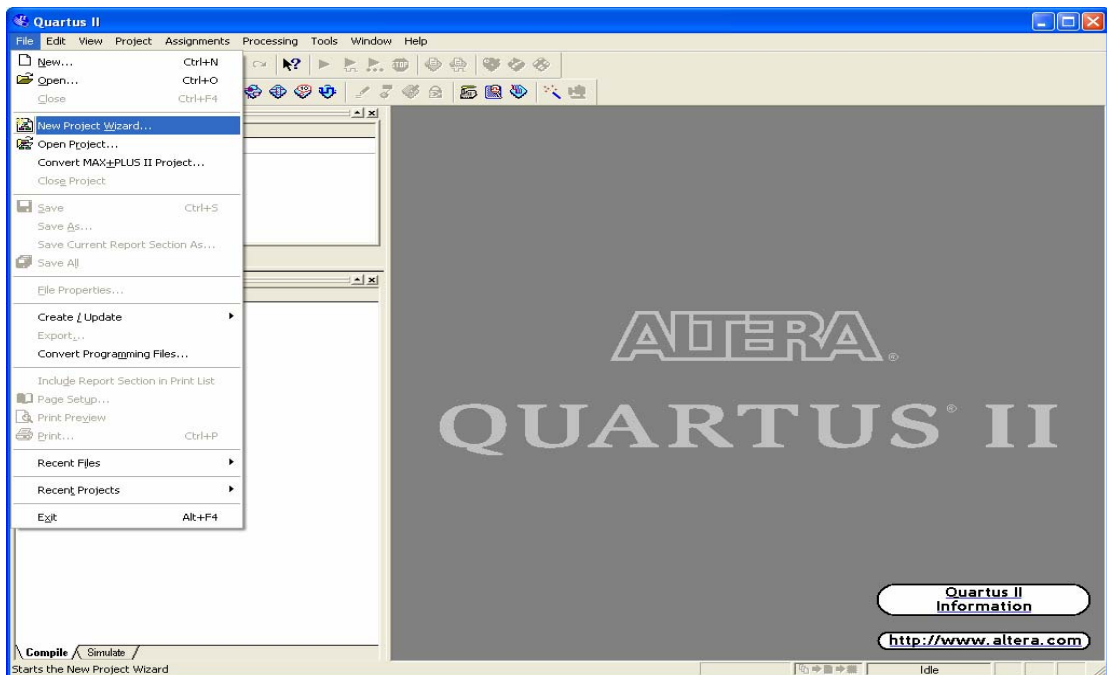 Quartus II
File Edit View Project Assignments Processing Tools Window Help
New... Ctrl+N
Open... Ctrl+O
Close Ctrl+F4
New Project Wizard...
Open Project...
Convert MAX+PLUS II Project...
Close Project
Save Ctrl+S
Save As...
Save Current Report Section As...
Save All
File Properties...
Create / Update
Export...
Convert Programming Files...
Include Report Section in Print List
Page Setup...
Print Preview
Print... Ctrl+P
Recent Files
Recent Projects
Exit Alt+F4
ALTERA®
QUARTUS® II
Quartus II
Information
http://www.altera.com
Compile Simulate
Starts the New Project Wizard Idle